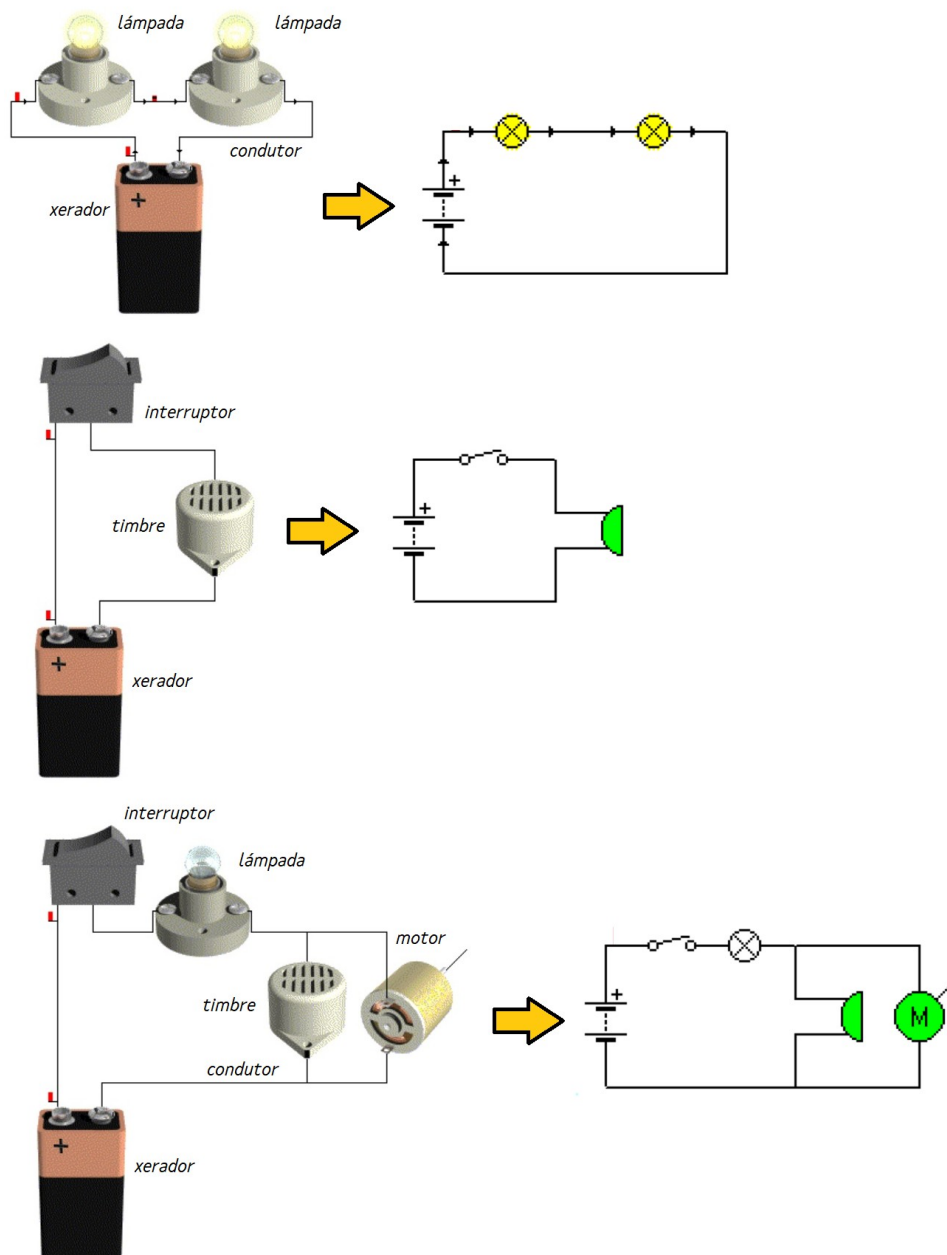 lámpada
lámpada
condutor
xerador
+
+
interruptor
timbre
+
xerador
+
interruptor
lámpada
motor
timbre
condutor
+
xerador
+
M